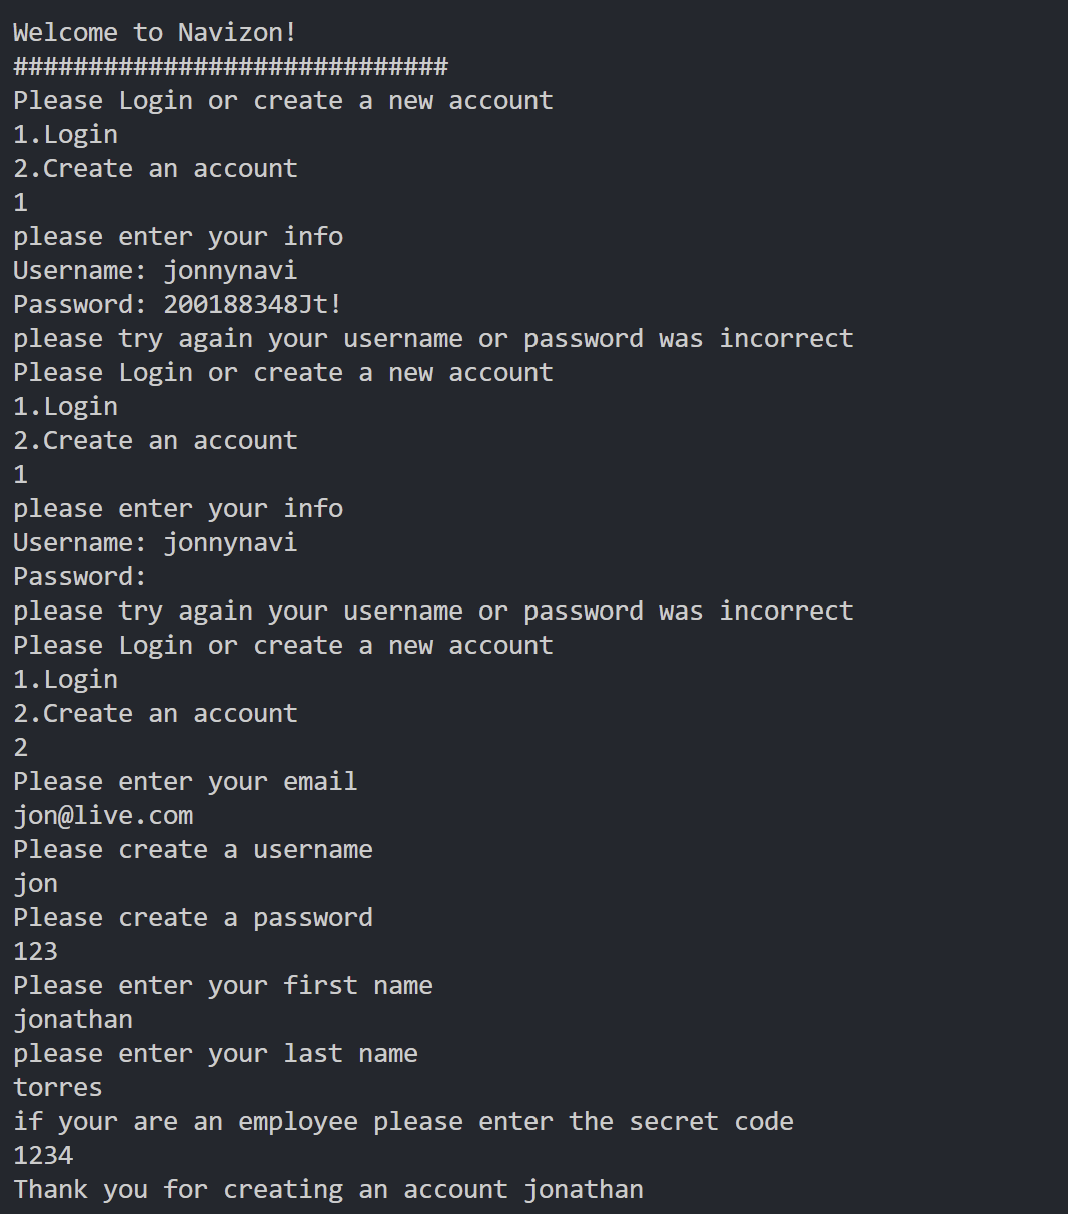 Welcome to Navizon!
#############################
Please Login or create a new account
1.Login
2.Create an account
1
please enter your info
Username: jonnynavi
Password: 200188348Jt!
please try again your username or password was incorrect
Please Login or create a new account
1.Login
2.Create an account
1
please enter your info
Username: jonnynavi
Password:
please try again your username or password was incorrect
Please Login or create a new account
1.Login
2.Create an account
2
Please enter your email
jon@live.com
Please create a username
jon
Please create a password
123
Please enter your first name
jonathan
please enter your last name
torres
if your are an employee please enter the secret code
1234
Thank you for creating an account jonathan